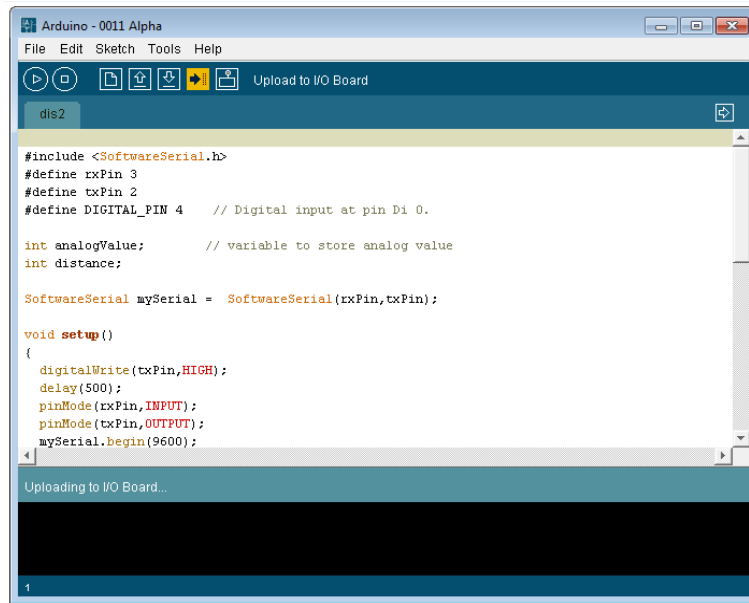 Arduino - 0011 Alpha
File Edit Sketch Tools Help
Upload to I/O Board
dis2
#include <SoftwareSerial.h>
#define rxPin 3
#define txPin 2
#define DIGITAL_PIN 4    // Digital input at pin Di 0.
int analogValue;        // variable to store analog value
int distance;
SoftwareSerial mySerial =  SoftwareSerial(rxPin,txPin);
void setup()
{
  digitalWrite(txPin,HIGH);
  delay(500);
  pinMode(rxPin,INPUT);
  pinMode(txPin,OUTPUT);
  mySerial.begin(9600);
Uploading to I/O Board...
1